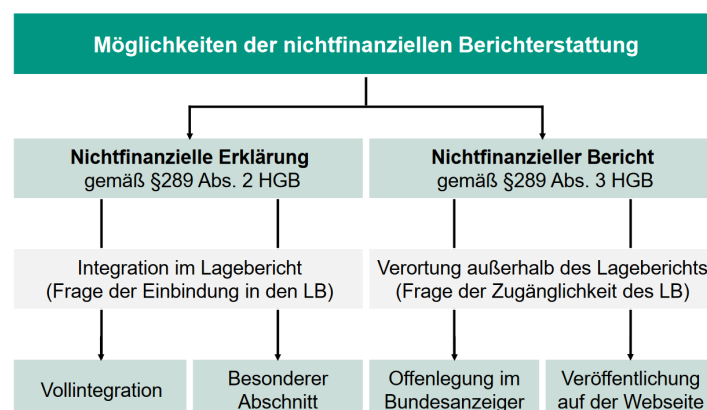 Möglichkeiten der nichtfinanziellen Berichterstattung
Nichtfinanzielle Erklärung
gemäß §289 Abs. 2 HGB
Nichtfinanzieller Bericht
gemäß §289 Abs. 3 HGB
Integration im Lagebericht
(Frage der Einbindung in den LB)
Verortung außerhalb des Lageberichts
(Frage der Zugänglichkeit des LB)
Vollintegration
Besonderer
Abschnitt
Offenlegung im
Bundesanzeiger
Veröffentlichung
auf der Webseite